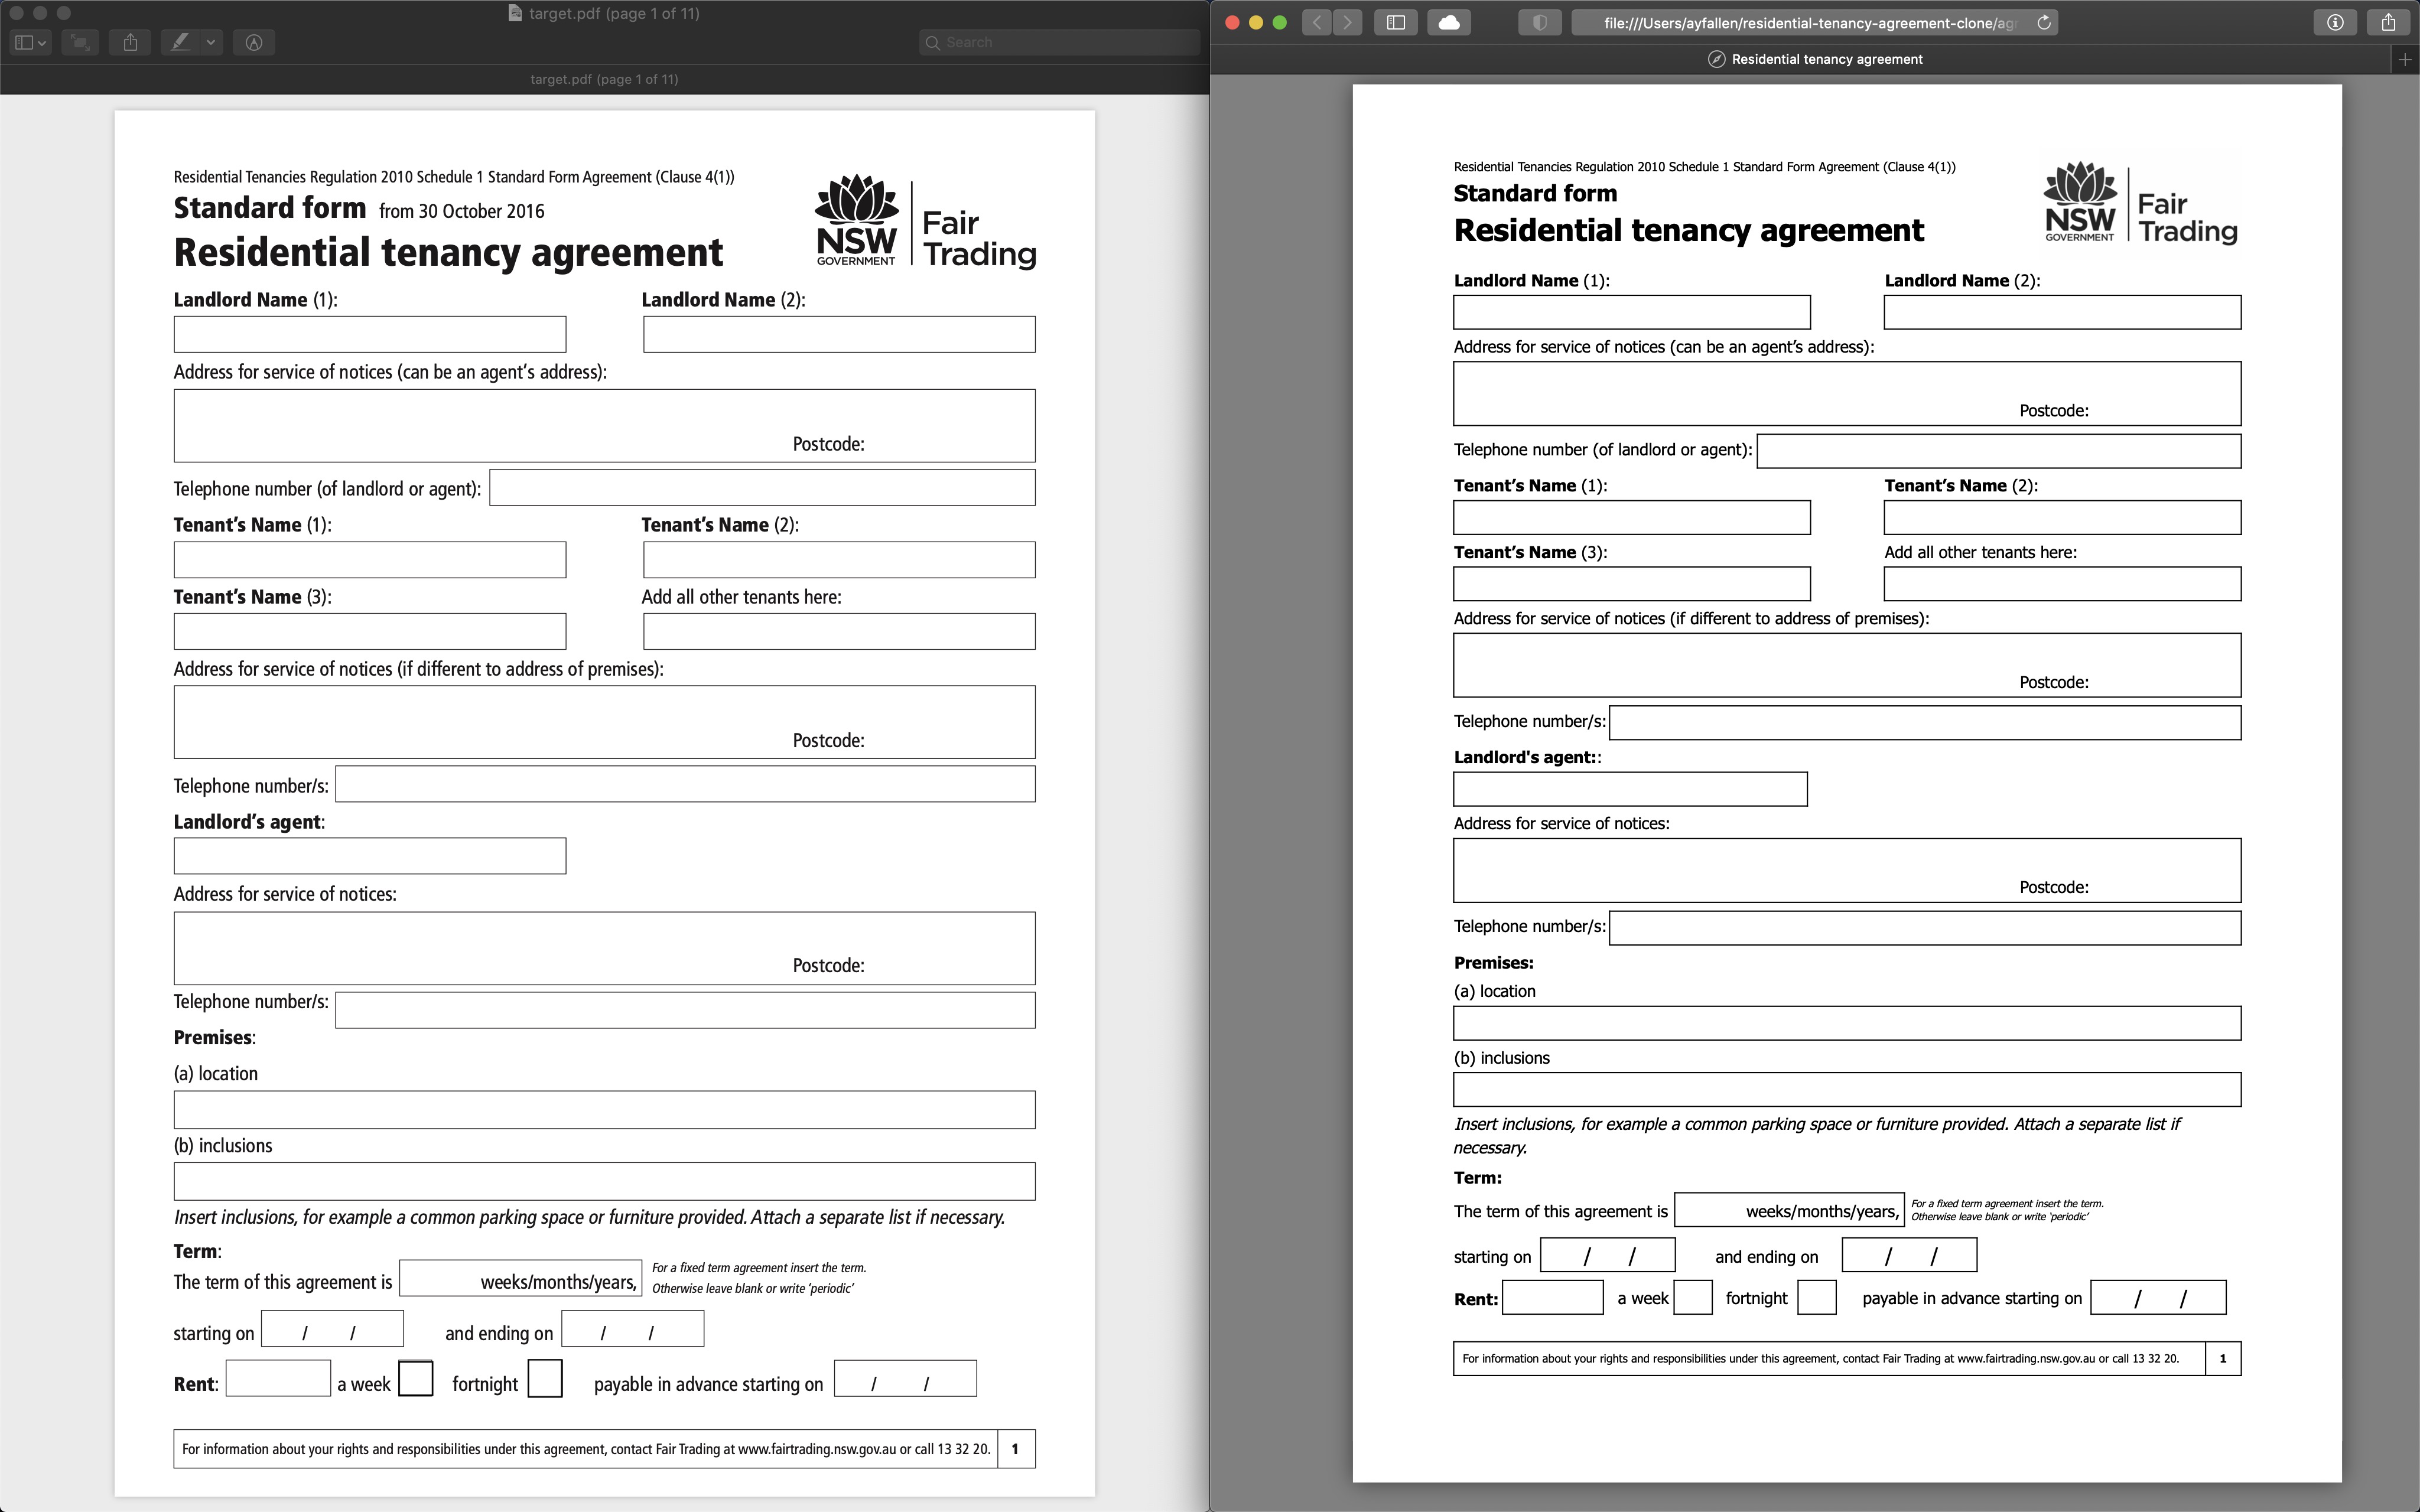 target.pdf (page 1 of 11)
Search
target.pdf (page 1 of 11)
Residential Tenancies Regulation 2010 Schedule 1 Standard Form Agreement (Clause 4(1))
Standard form from 30 October 2016
Residential tenancy agreement
NSW
GOVERNMENT
Fair
Trading
Landlord Name (1): Landlord Name (2):
Address for service of notices (can be an agent’s address):
Postcode:
Telephone number (of landlord or agent):
Tenant’s Name (1): Tenant’s Name (2):
Tenant’s Name (3): Add all other tenants here:
Address for service of notices (if different to address of premises):
Postcode:
Telephone number/s:
Landlord’s agent:
Address for service of notices:
Postcode:
Telephone number/s:
Premises:
(a) location
(b) inclusions
Insert inclusions, for example a common parking space or furniture provided. Attach a separate list if necessary.
Term:
The term of this agreement is weeks/months/years, For a fixed term agreement insert the term.
Otherwise leave blank or write ‘periodic’
starting on / / and ending on / /
Rent: a week fortnight payable in advance starting on / /
For information about your rights and responsibilities under this agreement, contact Fair Trading at www.fairtrading.nsw.gov.au or call 13 32 20. 1
file:///Users/ayfallen/residential-tenancy-agreement-clone/agr
Residential tenancy agreement
Residential Tenancies Regulation 2010 Schedule 1 Standard Form Agreement (Clause 4(1))
Standard form
Residential tenancy agreement
NSW
GOVERNMENT
Fair
Trading
Landlord Name (1): Landlord Name (2):
Address for service of notices (can be an agent’s address):
Postcode:
Telephone number (of landlord or agent):
Tenant’s Name (1): Tenant’s Name (2):
Tenant’s Name (3): Add all other tenants here:
Address for service of notices (if different to address of premises):
Postcode:
Telephone number/s:
Landlord's agent::
Address for service of notices:
Postcode:
Telephone number/s:
Premises:
(a) location
(b) inclusions
Insert inclusions, for example a common parking space or furniture provided. Attach a separate list if
necessary.
Term:
The term of this agreement is weeks/months/years, For a fixed term agreement insert the term.
Otherwise leave blank or write ‘periodic’
starting on / / and ending on / /
Rent: a week fortnight payable in advance starting on / /
For information about your rights and responsibilities under this agreement, contact Fair Trading at www.fairtrading.nsw.gov.au or call 13 32 20. 1